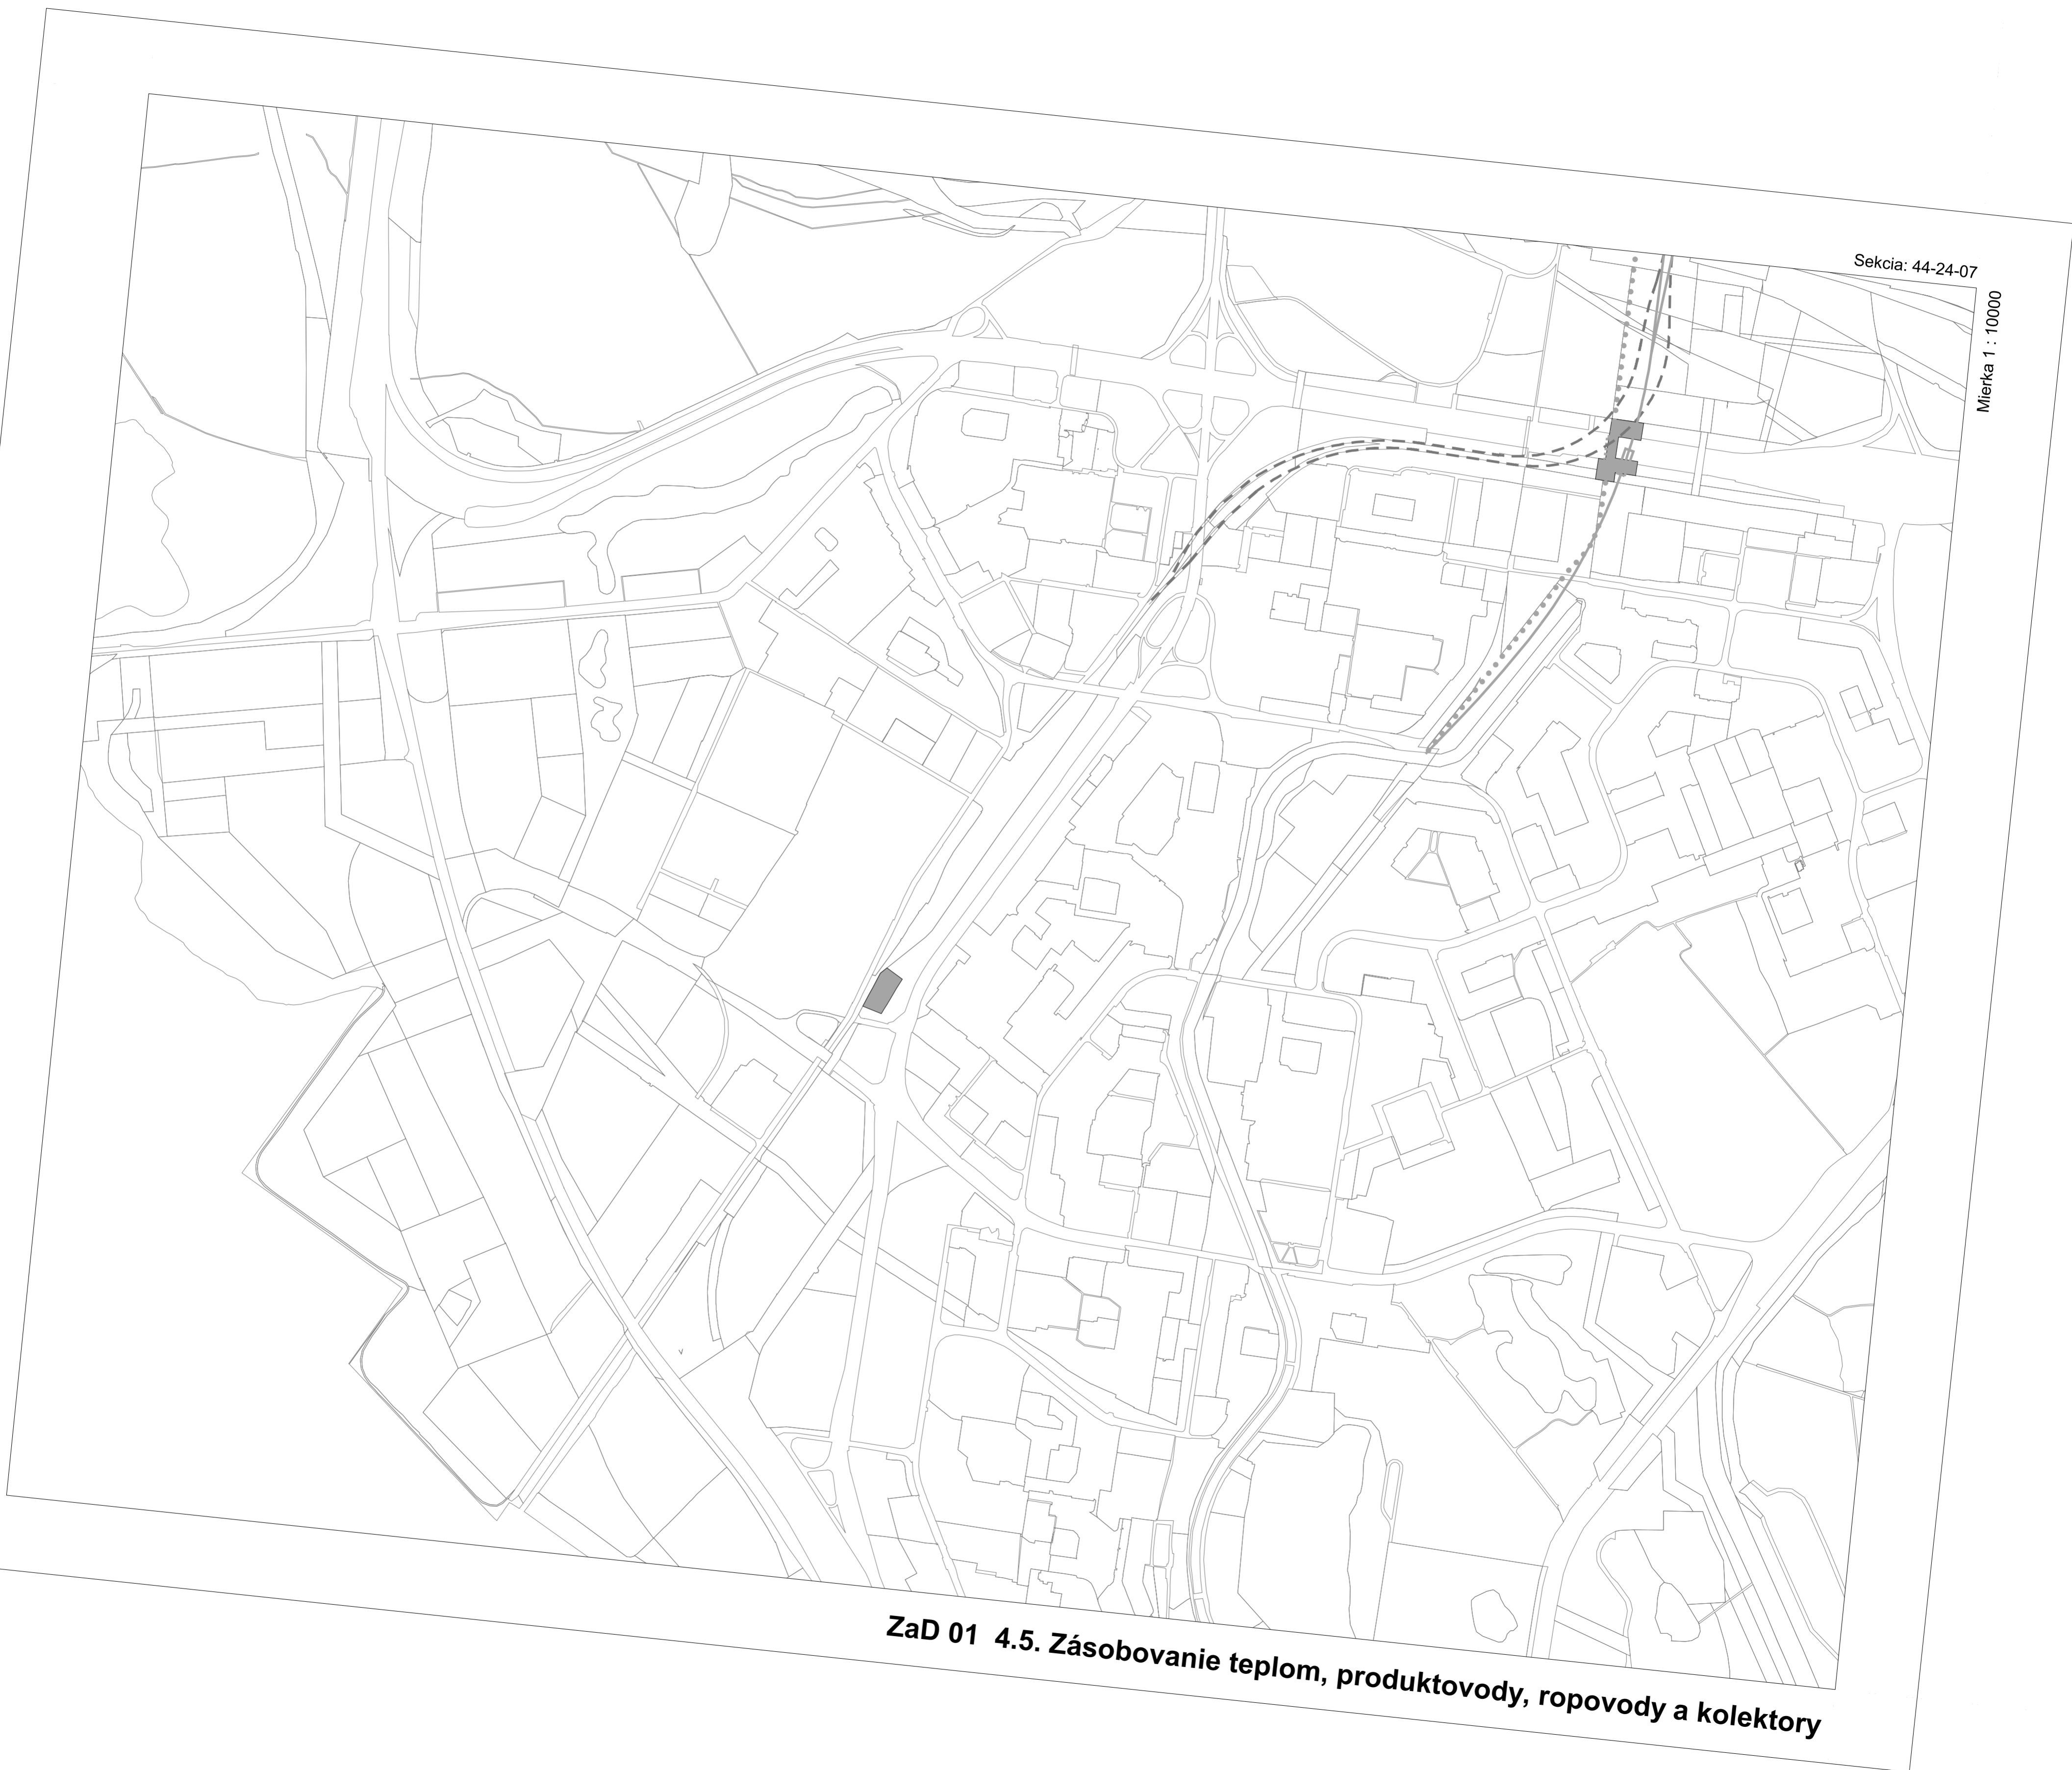 Sekcia: 44-24-07
Mierka 1 : 10000
ZaD 01 4.5. Zásobovanie teplom, produktovody, ropovody a kolektory